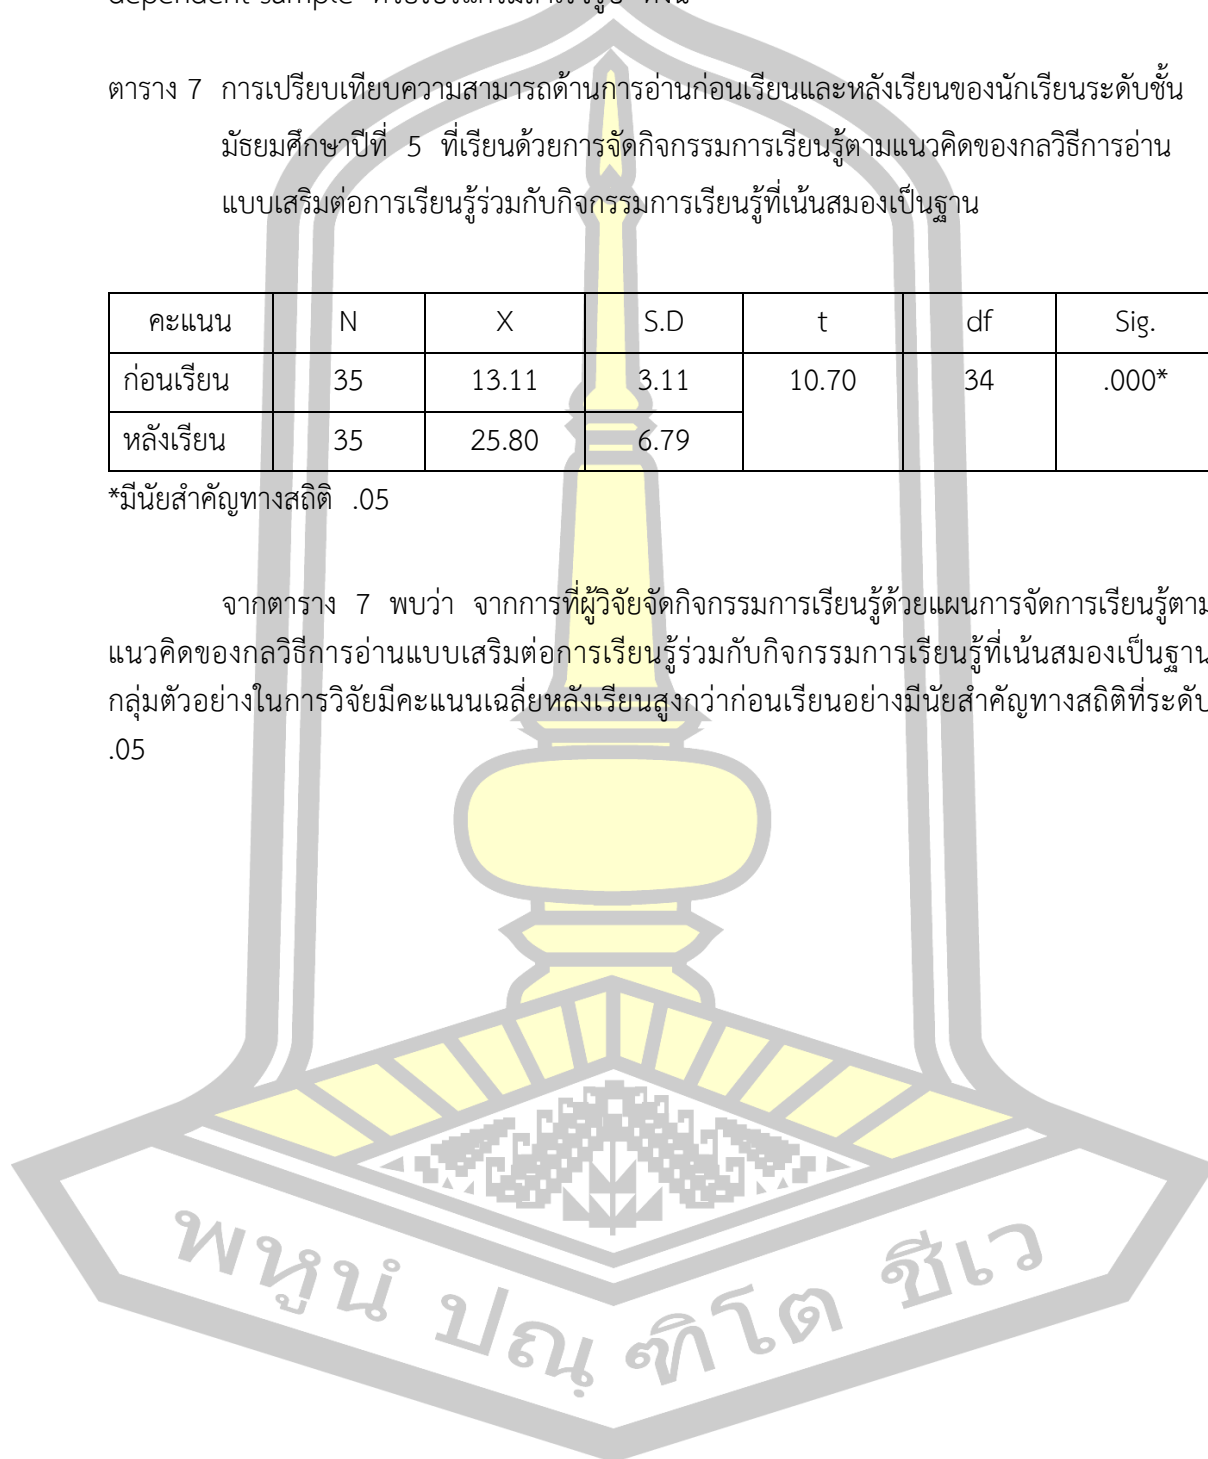 dependent sample
ตาราง 7 การเปรียบเทียบความสามารถด้านการอ่านก่อนเรียนและหลังเรียนของนักเรียนระดับชั้น
มัธยมศึกษาปีที่ 5 ที่เรียนด้วยการจัดกิจกรรมการเรียนรู้ตามแนวคิดของกลวิธีการอ่าน
แบบเสริมต่อการเรียนรู้ร่วมกับกิจกรรมการเรียนรู้ที่เน้นสมองเป็นฐาน
คะแนน N X S.D t df Sig.
ก่อนเรียน 35 13.11 3.11 10.70 34 .000*
หลังเรียน 35 25.80 6.79
*มีนัยสำคัญทางสถิติ .05
จากตาราง 7 พบว่า จากการที่ผู้วิจัยจัดกิจกรรมการเรียนรู้ด้วยแผนการจัดการเรียนรู้ตาม
แนวคิดของกลวิธีการอ่านแบบเสริมต่อการเรียนรู้ร่วมกับกิจกรรมการเรียนรู้ที่เน้นสมองเป็นฐาน
กลุ่มตัวอย่างในการวิจัยมีคะแนนเฉลี่ยหลังเรียนสูงกว่าก่อนเรียนอย่างมีนัยสำคัญทางสถิติที่ระดับ
.05
พหูนํ ปณฺฑิโต ชีเว